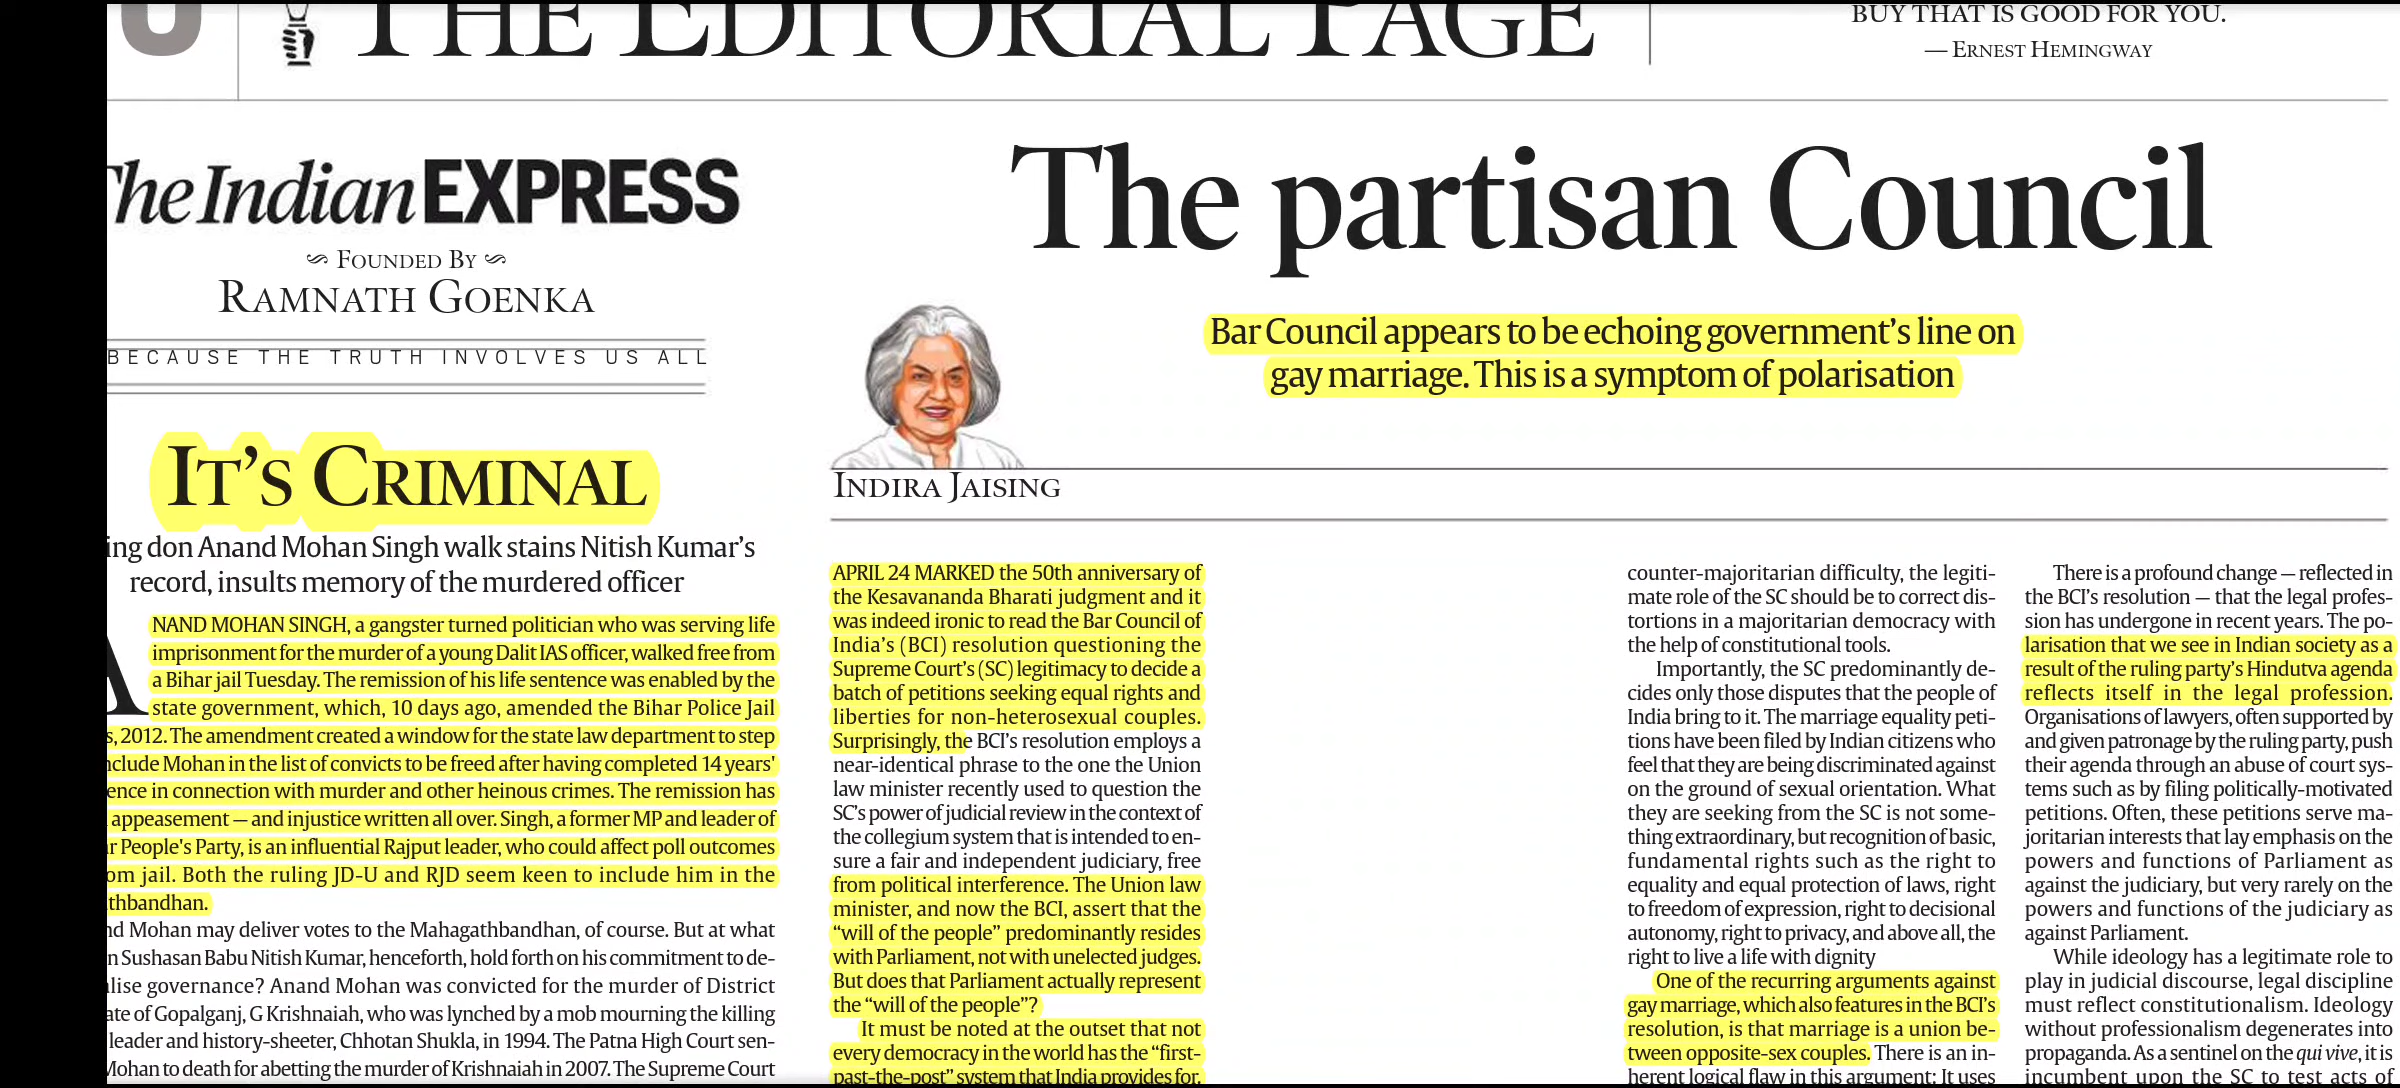 THE EDITORIAL PAGE
BUY THAT IS GOOD FOR YOU.
— ERNEST HEMINGWAY
The Indian EXPRESS
FOUNDED BY
RAMNATH GOENKA
BECAUSE THE TRUTH INVOLVES US ALL
IT'S CRIMINAL
ing don Anand Mohan Singh walk stains Nitish Kumar's
record, insults memory of the murdered officer
ANAND MOHAN SINGH, a gangster turned politician who was serving life
imprisonment for the murder of a young Dalit IAS officer, walked free from
a Bihar jail Tuesday. The remission of his life sentence was enabled by the
state government, which, 10 days ago, amended the Bihar Police Jail
s, 2012. The amendment created a window for the state law department to step
nclude Mohan in the list of convicts to be freed after having completed 14 years'
ence in connection with murder and other heinous crimes. The remission has
appeasement — and injustice written all over. Singh, a former MP and leader of
r People's Party, is an influential Rajput leader, who could affect poll outcomes
om jail. Both the ruling JD-U and RJD seem keen to include him in the
thbandhan.
nd Mohan may deliver votes to the Mahagathbandhan, of course. But at what
n Sushasan Babu Nitish Kumar, henceforth, hold forth on his commitment to de-
lise governance? Anand Mohan was convicted for the murder of District
ate of Gopalganj, G Krishnaiah, who was lynched by a mob mourning the killing
leader and history-sheeter, Chhotan Shukla, in 1994. The Patna High Court sen-
Mohan to death for abetting the murder of Krishnaiah in 2007. The Supreme Court
The partisan Council
Bar Council appears to be echoing government's line on
gay marriage. This is a symptom of polarisation
INDIRA JAISING
APRIL 24 MARKED the 50th anniversary of
the Kesavananda Bharati judgment and it
was indeed ironic to read the Bar Council of
India's (BCI) resolution questioning the
Supreme Court's (SC) legitimacy to decide a
batch of petitions seeking equal rights and
liberties for non-heterosexual couples.
Surprisingly, the BCI's resolution employs a
near-identical phrase to the one the Union
law minister recently used to question the
SC's power of judicial review in the context of
the collegium system that is intended to en-
sure a fair and independent judiciary, free
from political interference. The Union law
minister, and now the BCI, assert that the
"will of the people" predominantly resides
with Parliament, not with unelected judges.
But does that Parliament actually represent
the "will of the people"?
It must be noted at the outset that not
every democracy in the world has the "first-
past-the-post" system that India provides for.
counter-majoritarian difficulty, the legiti-
mate role of the SC should be to correct dis-
tortions in a majoritarian democracy with
the help of constitutional tools.
Importantly, the SC predominantly de-
cides only those disputes that the people of
India bring to it. The marriage equality peti-
tions have been filed by Indian citizens who
feel that they are being discriminated against
on the ground of sexual orientation. What
they are seeking from the SC is not some-
thing extraordinary, but recognition of basic,
fundamental rights such as the right to
equality and equal protection of laws, right
to freedom of expression, right to decisional
autonomy, right to privacy, and above all, the
right to live a life with dignity
One of the recurring arguments against
gay marriage, which also features in the BCI's
resolution, is that marriage is a union be-
tween opposite-sex couples. There is an in-
herent logical flaw in this argument: It uses
There is a profound change — reflected in
the BCI's resolution — that the legal profes-
sion has undergone in recent years. The po-
larisation that we see in Indian society as a
result of the ruling party's Hindutva agenda
reflects itself in the legal profession.
Organisations of lawyers, often supported by
and given patronage by the ruling party, push
their agenda through an abuse of court sys-
tems such as by filing politically-motivated
petitions. Often, these petitions serve ma-
joritarian interests that lay emphasis on the
powers and functions of Parliament as
against the judiciary, but very rarely on the
powers and functions of the judiciary as
against Parliament.
While ideology has a legitimate role to
play in judicial discourse, legal discipline
must reflect constitutionalism. Ideology
without professionalism degenerates into
propaganda. As a sentinel on the qui vive, it is
incumbent upon the SC to test acts of